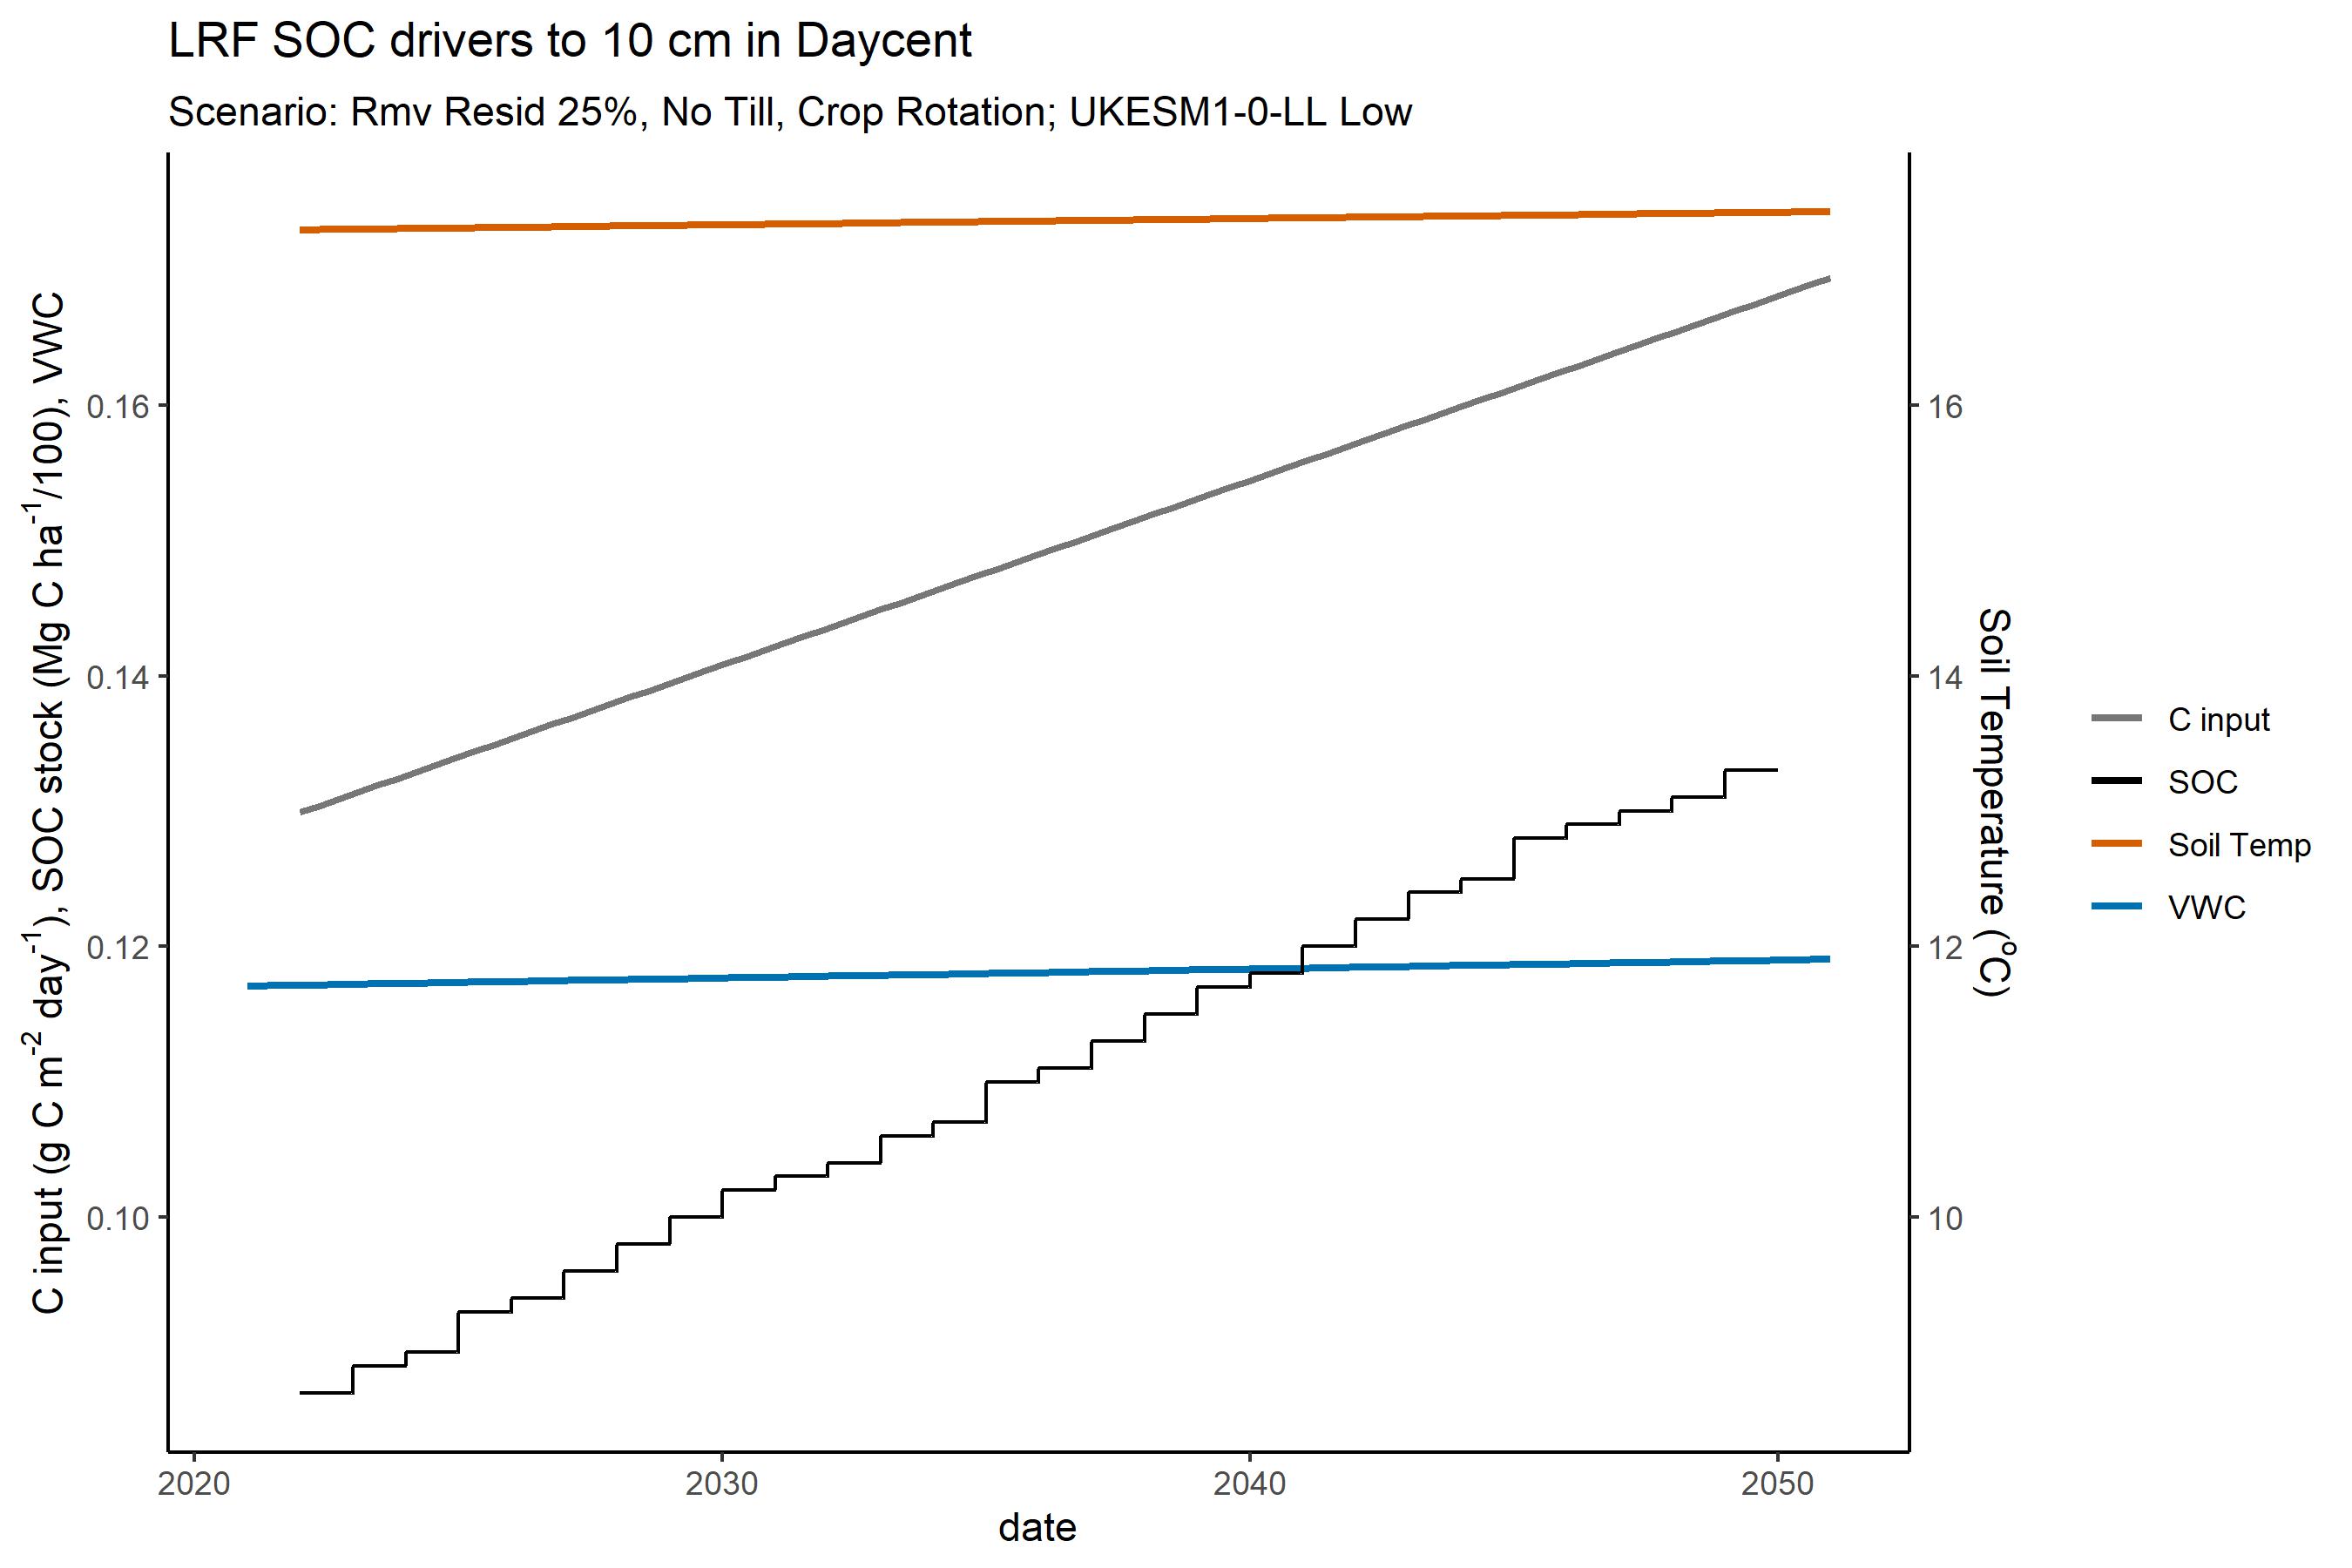 LRF SOC drivers to 10 cm in Daycent
Scenario: Rmv Resid 25%, No Till, Crop Rotation; UKESM1-0-LL Low
C input (g C m⁻² day⁻¹), SOC stock (Mg C ha⁻¹/100), VWC
0.16
0.14
0.12
0.10
16
14
12
10
Soil Temperature (°C)
C input
SOC
Soil Temp
VWC
2020
2030
2040
2050
date